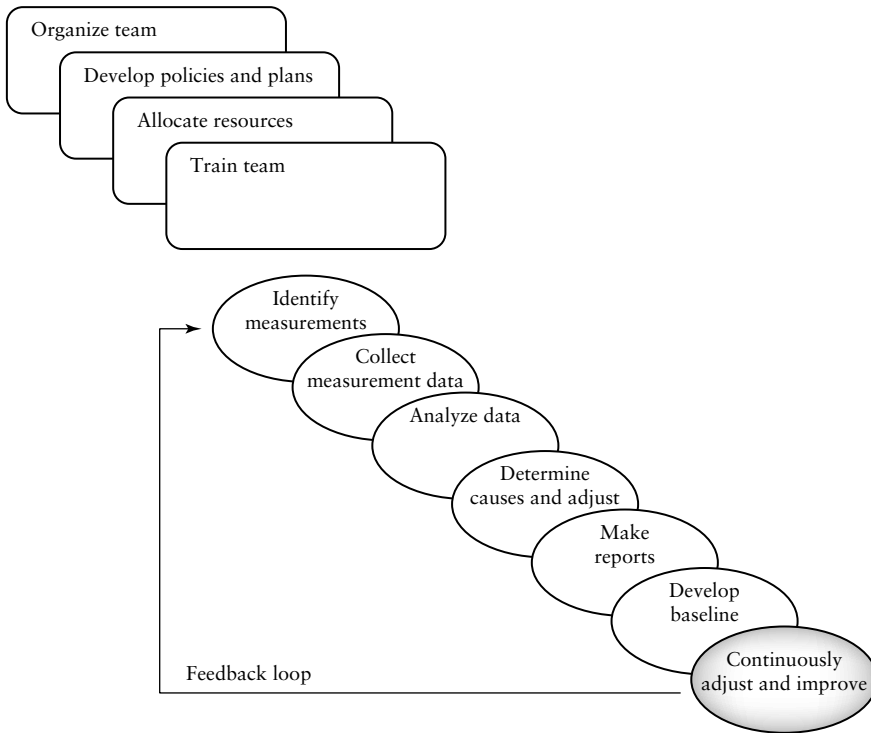 Organize team
Develop policies and plans
Allocate resources
Train team
Identify
measurements
Collect
measurement data
Analyze data
Determine
causes and adjust
Make
reports
Develop
baseline
Continuously
adjust and improve
Feedback loop